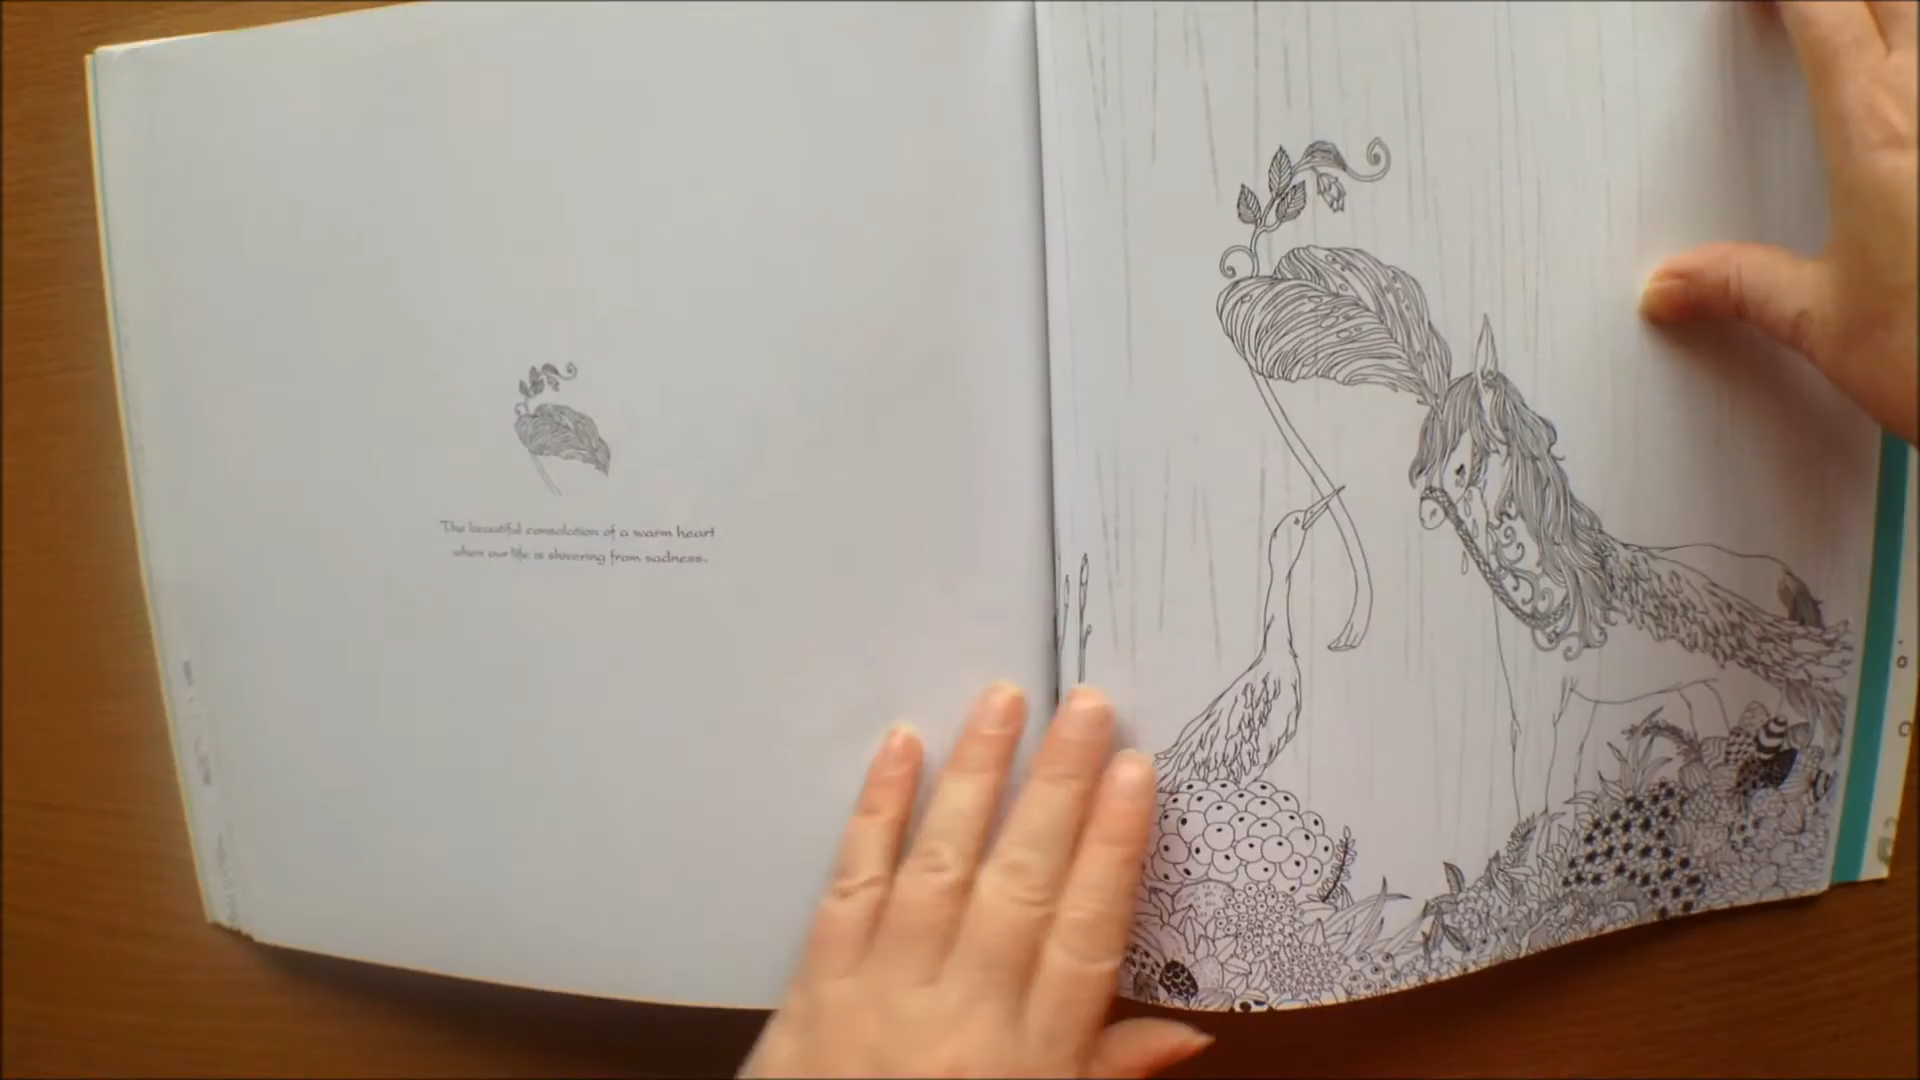 The beautiful consolation of a warm heart
when our life is shivering from sadness.